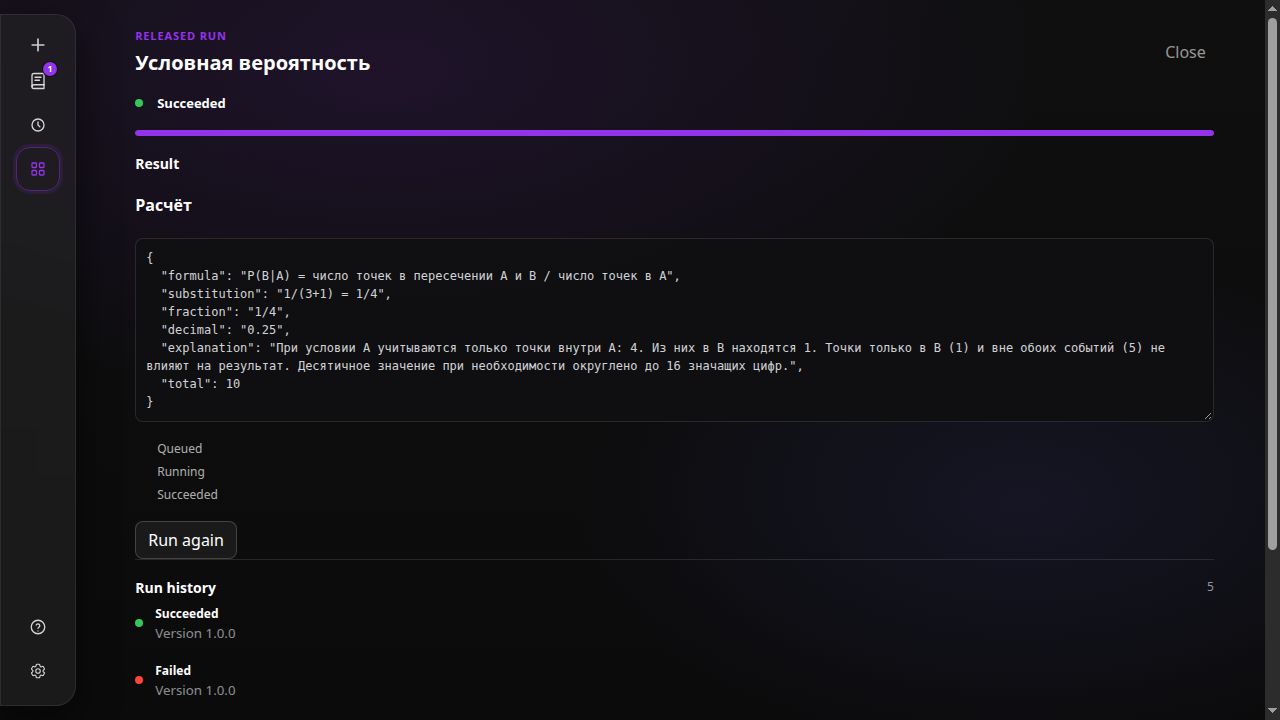 RELEASED RUN
Условная вероятность
Close
1
Succeeded
Result
Расчёт
{
"formula": "P(B|A) = число точек в пересечении A и B / число точек в A",
"substitution": "1/(3+1) = 1/4",
"fraction": "1/4",
"decimal": "0.25",
"explanation": "При условии A учитываются только точки внутри A: 4. Из них в B находятся 1. Точки только в B (1) и вне обоих событий (5) не
влияют на результат. Десятичное значение при необходимости округлено до 16 значащих цифр.",
"total": 10
}
Queued
Running
Succeeded
Run again
Run history
5
Succeeded
Version 1.0.0
Failed
Version 1.0.0